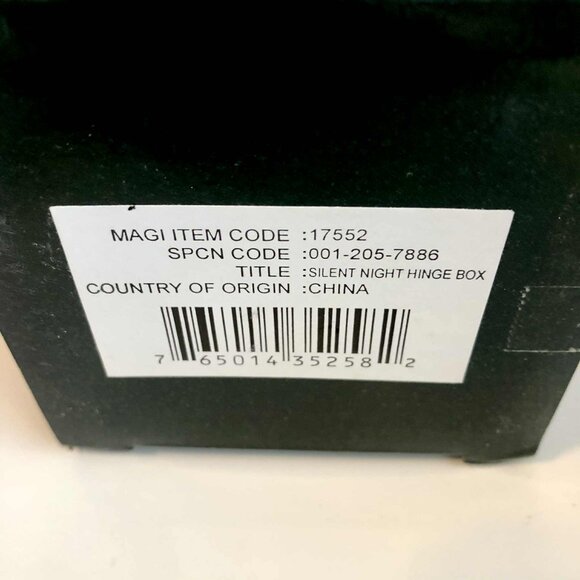 MAGI ITEM CODE :17552
SPCN CODE :001-205-7886
TITLE :SILENT NIGHT HINGE BOX
COUNTRY OF ORIGIN :CHINA
7 65014 35258 2